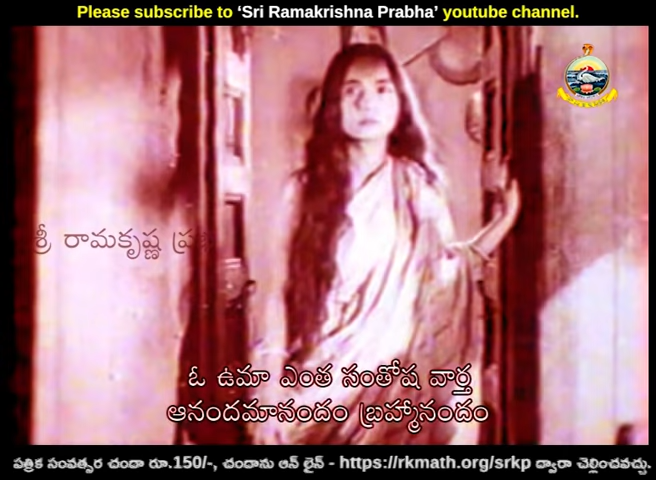 Please subscribe to ‘Sri Ramakrishna Prabha’ youtube channel.
శ్రీ రామకృష్ణ ప్రభ
ఓ ఉమా ఎంత సంతోష వార్త
ఆనందమానందం బ్రహ్మానందం
పత్రిక సంవత్సర చందా రూ.150/-, చందాను ఆన్ లైన్ - https://rkmath.org/srkp ద్వారా చెల్లించవచ్చు.